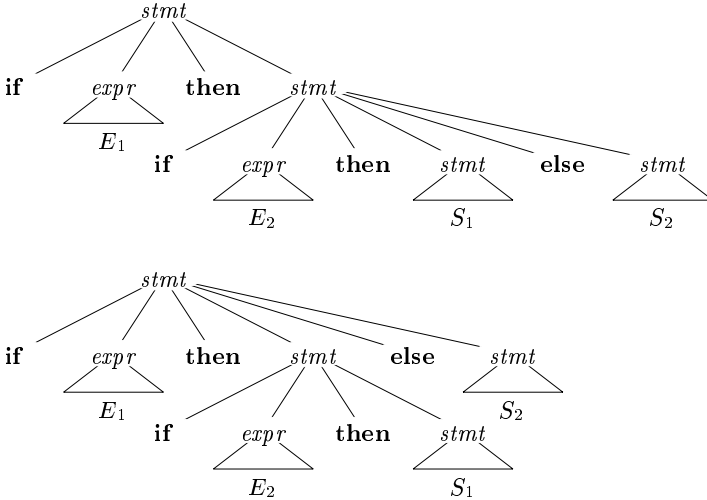 stmt
if expr then stmt
E1
if expr then stmt else stmt
E2 S1 S2
stmt
if expr then stmt else stmt
E1 S2
if expr then stmt
E2 S1